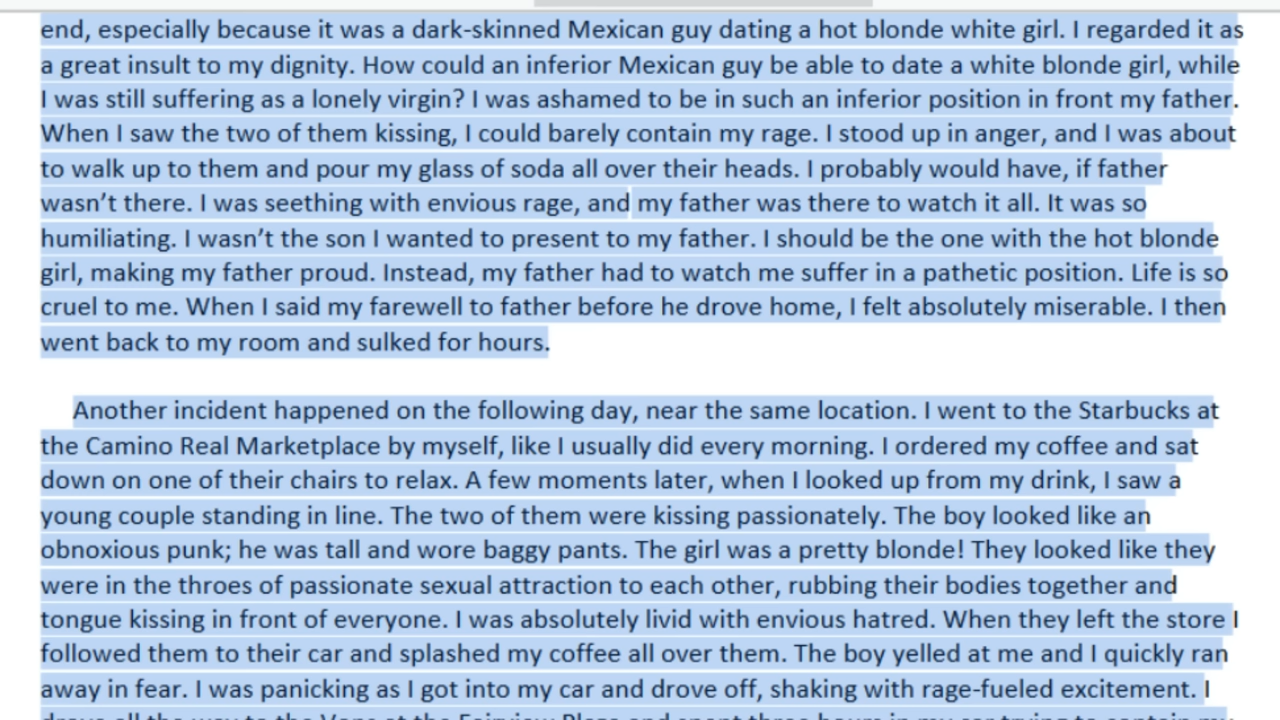 end, especially because it was a dark-skinned Mexican guy dating a hot blonde white girl. I regarded it as
a great insult to my dignity. How could an inferior Mexican guy be able to date a white blonde girl, while
I was still suffering as a lonely virgin? I was ashamed to be in such an inferior position in front my father.
When I saw the two of them kissing, I could barely contain my rage. I stood up in anger, and I was about
to walk up to them and pour my glass of soda all over their heads. I probably would have, if father
wasn’t there. I was seething with envious rage, and my father was there to watch it all. It was so
humiliating. I wasn’t the son I wanted to present to my father. I should be the one with the hot blonde
girl, making my father proud. Instead, my father had to watch me suffer in a pathetic position. Life is so
cruel to me. When I said my farewell to father before he drove home, I felt absolutely miserable. I then
went back to my room and sulked for hours.
Another incident happened on the following day, near the same location. I went to the Starbucks at
the Camino Real Marketplace by myself, like I usually did every morning. I ordered my coffee and sat
down on one of their chairs to relax. A few moments later, when I looked up from my drink, I saw a
young couple standing in line. The two of them were kissing passionately. The boy looked like an
obnoxious punk; he was tall and wore baggy pants. The girl was a pretty blonde! They looked like they
were in the throes of passionate sexual attraction to each other, rubbing their bodies together and
tongue kissing in front of everyone. I was absolutely livid with envious hatred. When they left the store I
followed them to their car and splashed my coffee all over them. The boy yelled at me and I quickly ran
away in fear. I was panicking as I got into my car and drove off, shaking with rage-fueled excitement. I